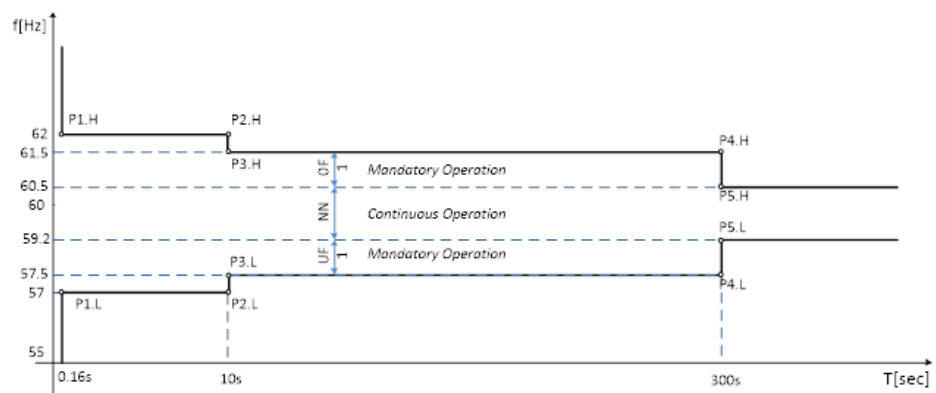 f[Hz]
P1.H
P2.H
62
P4.H
61.5
P3.H
OF 1
Mandatory Operation
60.5
P5.H
60
NN
Continuous Operation
P5.L
59.2
UF 1
Mandatory Operation
P3.L
57.5
P4.L
57
P1.L
P2.L
55
0.16s
10s
300s
T[sec]